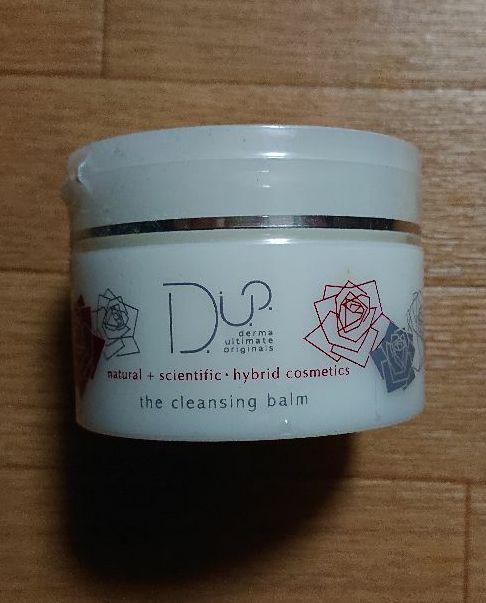 D.U.O.
derma
ultimate
originals
natural + scientific · hybrid cosmetics
the cleansing balm